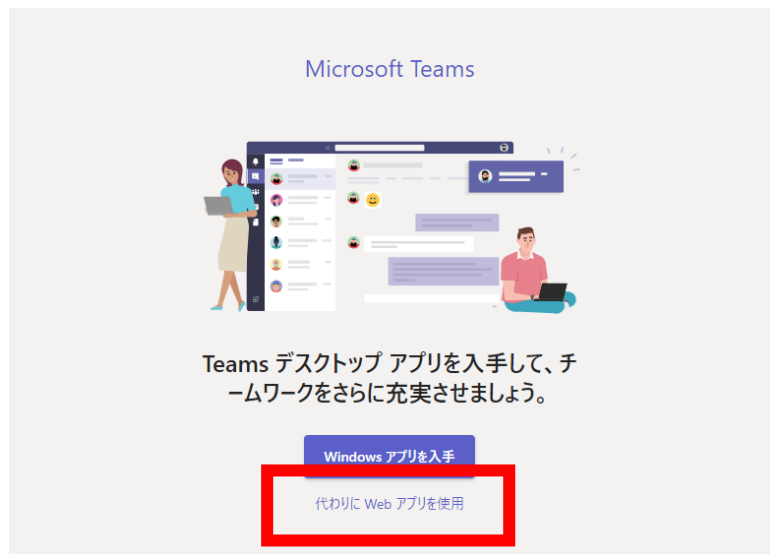 Microsoft Teams
Teams デスクトップ アプリを入手して、チ
ームワークをさらに充実させましょう。
Windows アプリを入手
代わりに Web アプリを使用